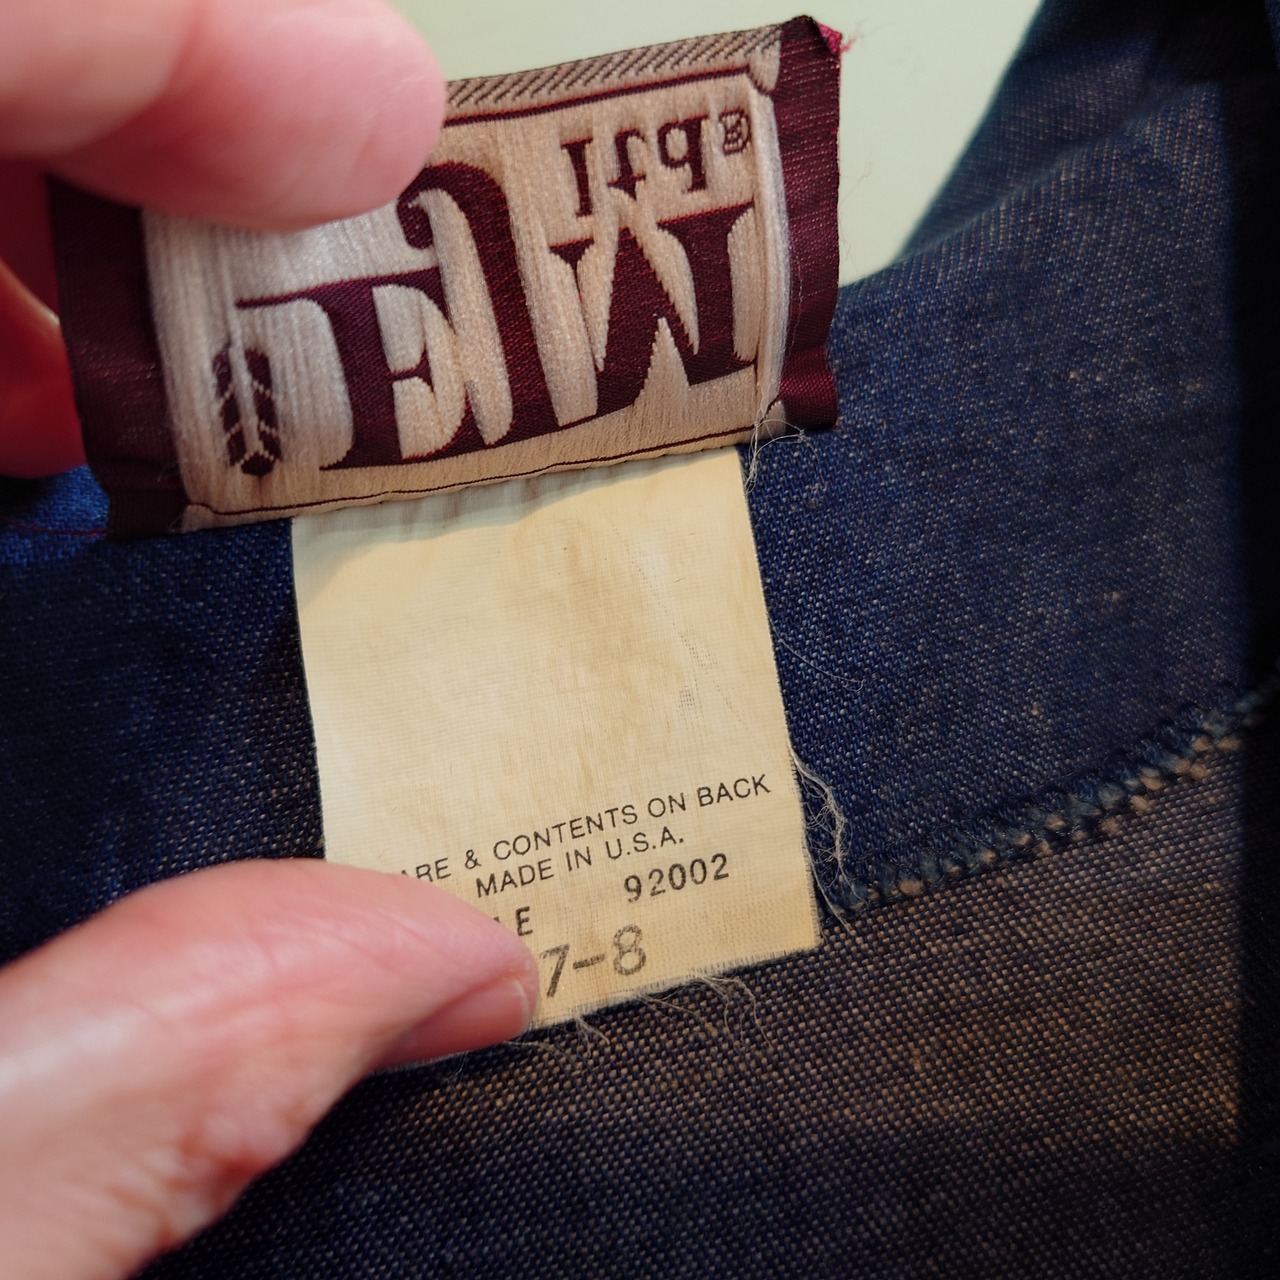 ARE & CONTENTS ON BACK
MADE IN U.S.A.
LE 92002
7-8